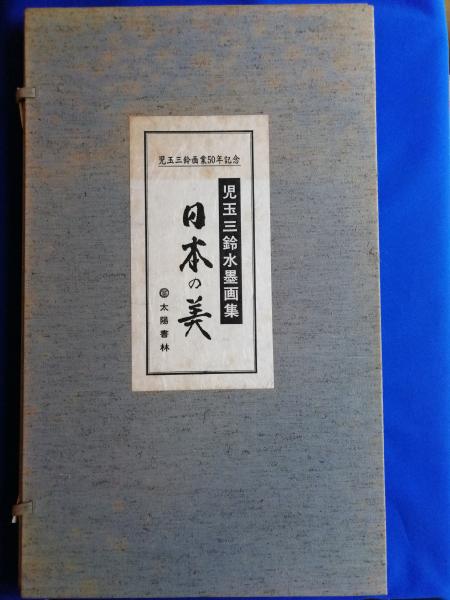 児玉三鈴画業50年記念
児玉三鈴水墨画集
日本の美
太陽書林